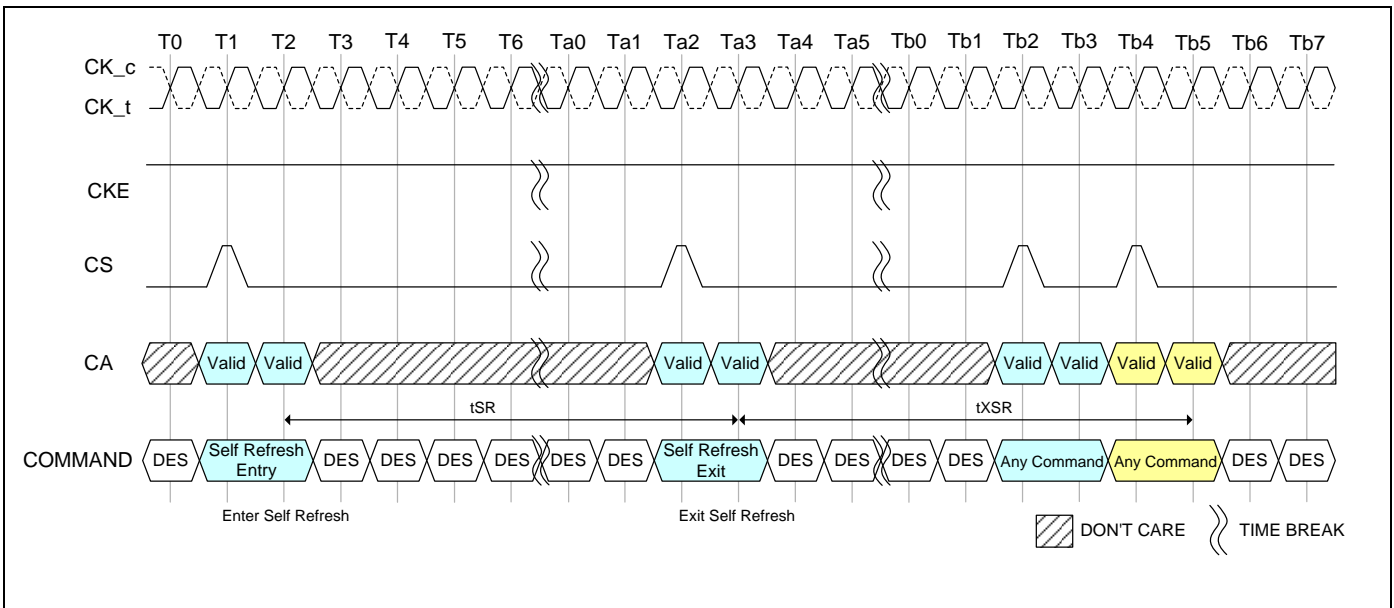 T0 T1 T2 T3 T4 T5 T6 Ta0 Ta1 Ta2 Ta3 Ta4 Ta5 Tb0 Tb1 Tb2 Tb3 Tb4 Tb5 Tb6 Tb7
CK_c
CK_t
CKE
CS
CA Valid Valid Valid Valid Valid Valid Valid Valid
tSR tXSR
COMMAND DES Self Refresh Entry DES DES DES DES DES DES Self Refresh Exit DES DES DES DES Any Command Any Command DES DES
Enter Self Refresh Exit Self Refresh
DON'T CARE TIME BREAK